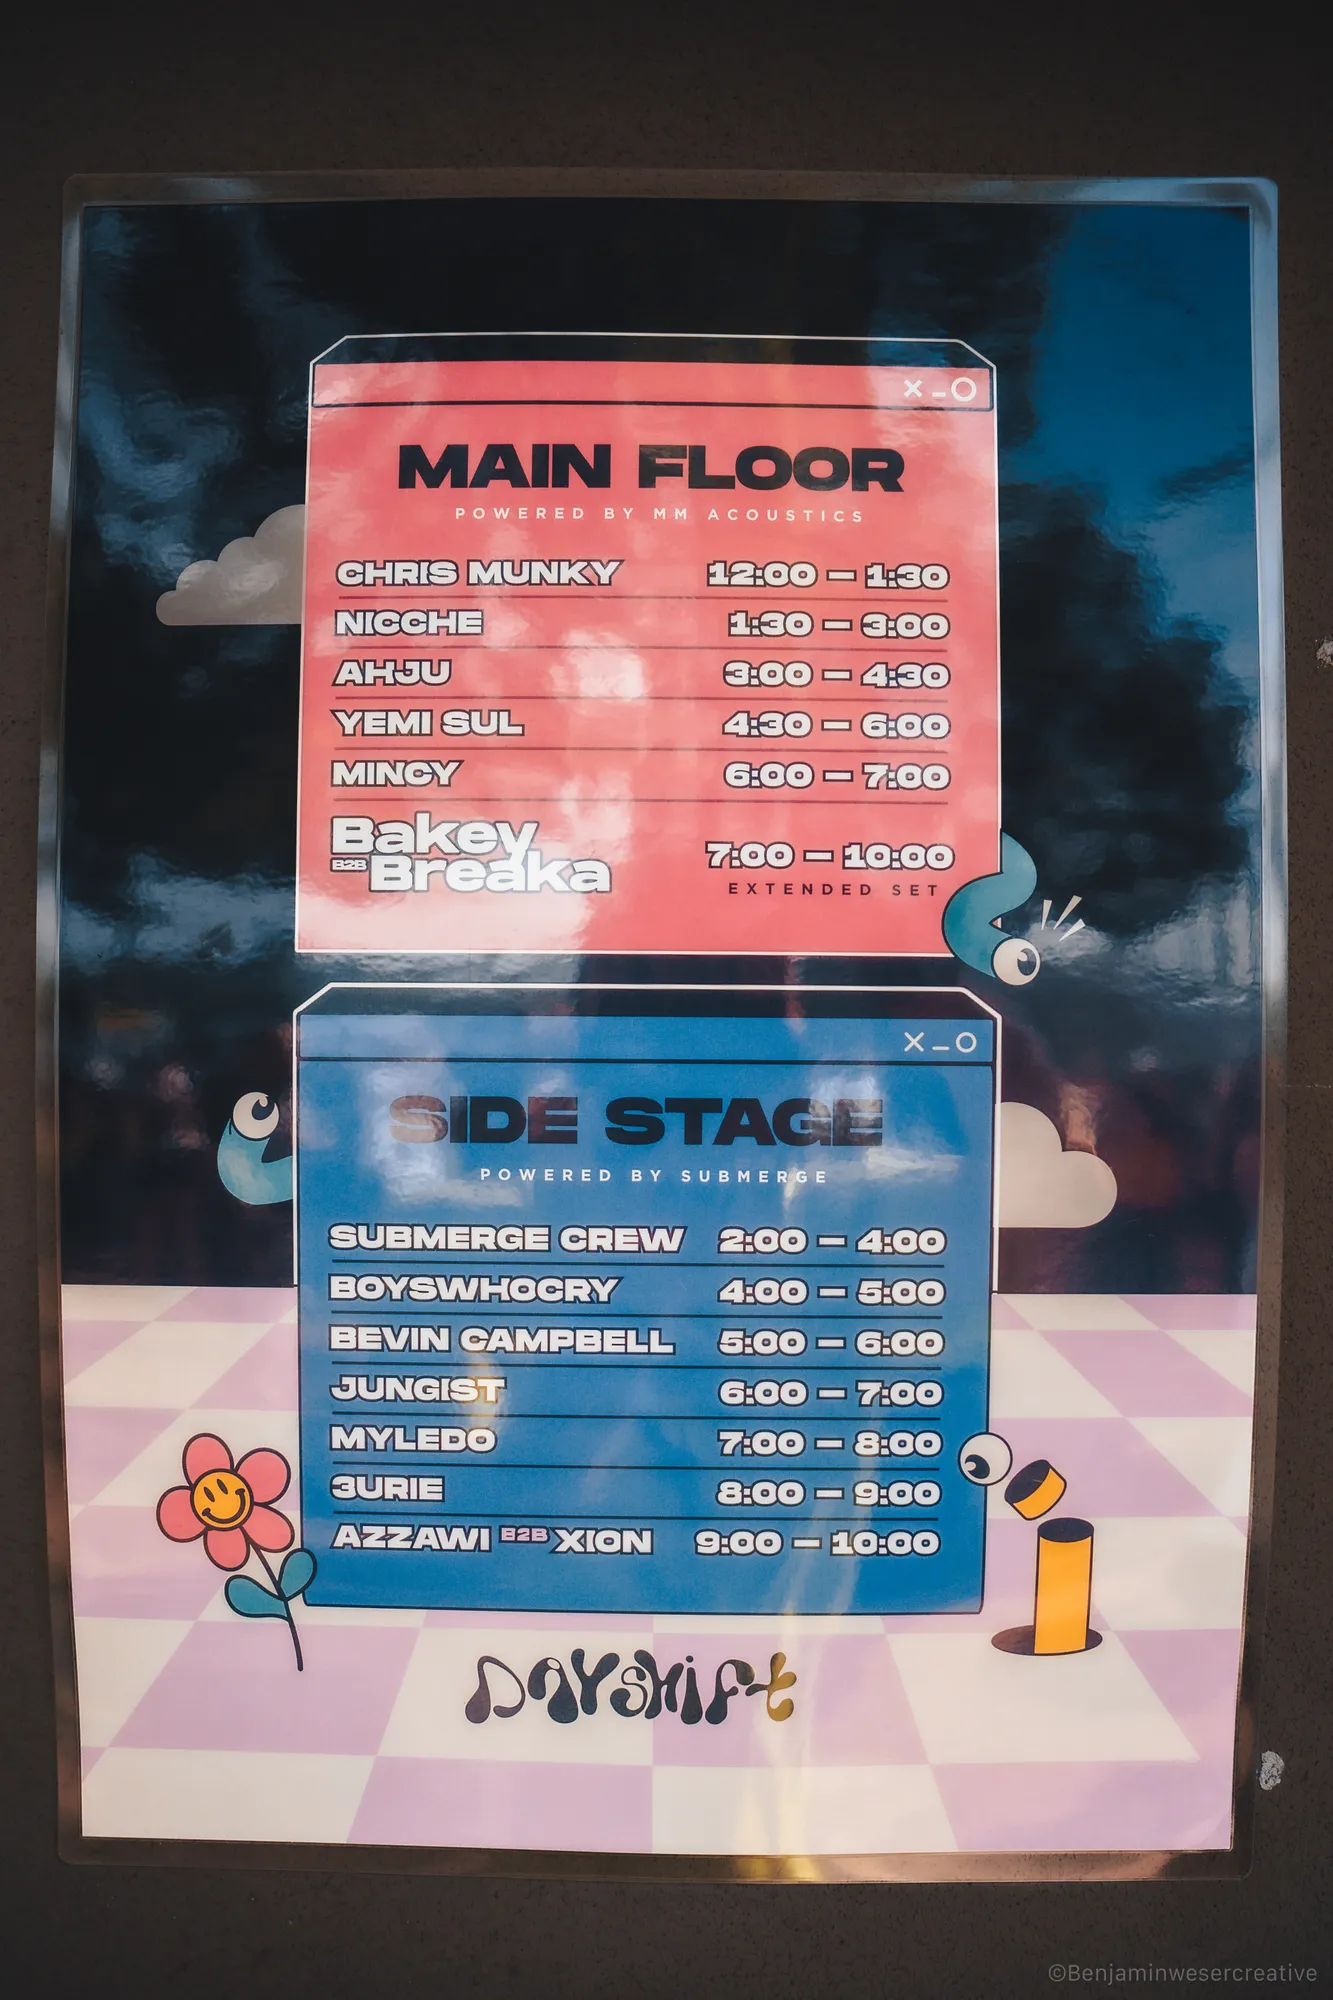 X–O
MAIN FLOOR
POWERED BY MM ACOUSTICS
CHRIS MUNKY 12:00 – 1:30
NICCHE 1:30 – 3:00
AHJU 3:00 – 4:30
YEMI SUL 4:30 – 6:00
MINCY 6:00 – 7:00
Bakey
B2B Breaka 7:00 – 10:00
EXTENDED SET
X–O
SIDE STAGE
POWERED BY SUBMERGE
SUBMERGE CREW 2:00 – 4:00
BOYSWHOCRY 4:00 – 5:00
BEVIN CAMPBELL 5:00 – 6:00
JUNGIST 6:00 – 7:00
MYLEDO 7:00 – 8:00
3URIE 8:00 – 9:00
AZZAWI B2B XION 9:00 – 10:00
DAYSHIFT
©Benjaminwesercreative